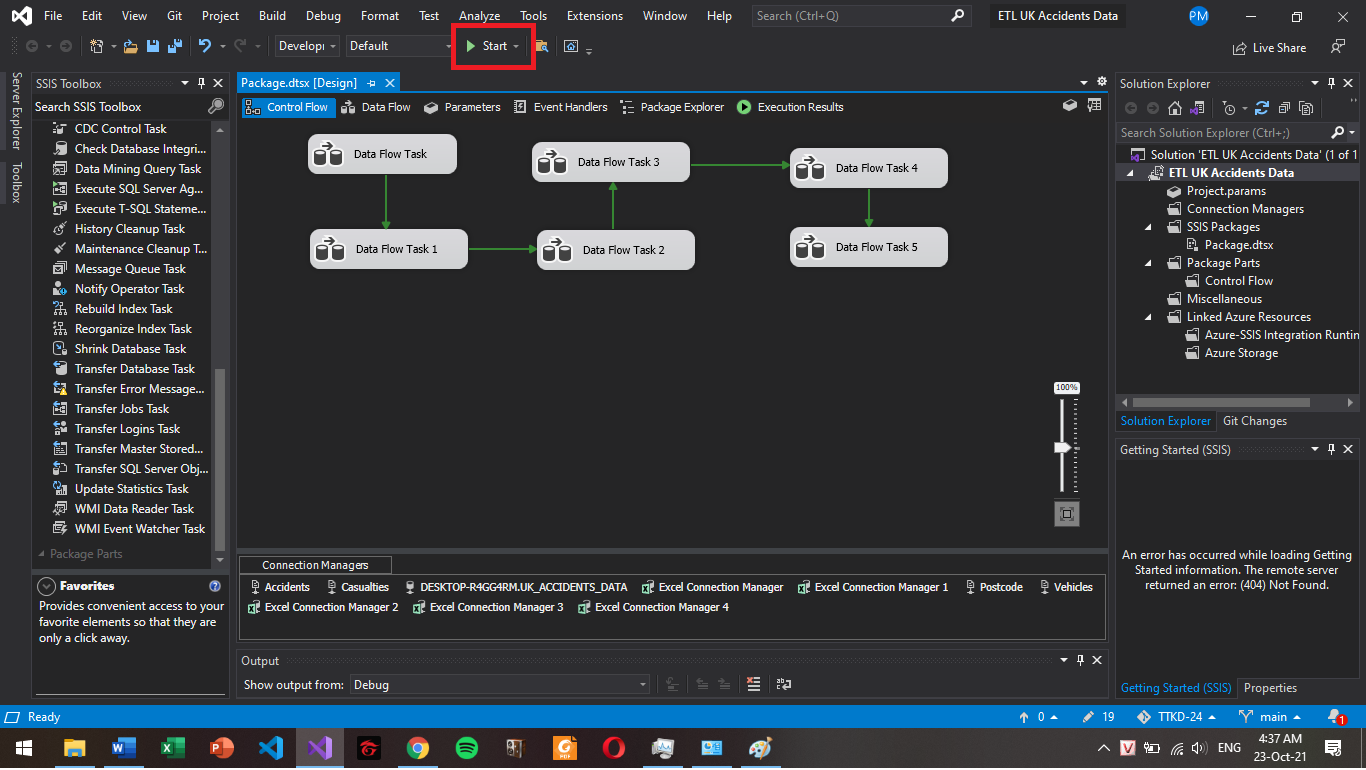 File Edit View Git Project Build Debug Format Test Analyze Tools Extensions Window Help Search (Ctrl+Q) ETL UK Accidents Data PM
Default Start Live Share
Server Explorer
Toolbox
SSIS Toolbox
Search SSIS Toolbox
CDC Control Task
Check Database Integri...
Data Mining Query Task
Execute SQL Server Ag...
Execute T-SQL Stateme...
History Cleanup Task
Maintenance Cleanup T...
Message Queue Task
Notify Operator Task
Rebuild Index Task
Reorganize Index Task
Shrink Database Task
Transfer Database Task
Transfer Error Message...
Transfer Jobs Task
Transfer Logins Task
Transfer Master Stored...
Transfer SQL Server Obj...
Update Statistics Task
WMI Data Reader Task
WMI Event Watcher Task
Package Parts
Favorites
Provides convenient access to your
favorite elements so that they are
only a click away.
Package.dtsx [Design]
Control Flow Data Flow Parameters Event Handlers Package Explorer Execution Results
Data Flow Task
Data Flow Task 3
Data Flow Task 4
Data Flow Task 1
Data Flow Task 2
Data Flow Task 5
100%
Connection Managers
Accidents Casualties DESKTOP-R4GG4RM.UK_ACCIDENTS_DATA Excel Connection Manager Excel Connection Manager 1 Postcode Vehicles
Excel Connection Manager 2 Excel Connection Manager 3 Excel Connection Manager 4
Output
Show output from: Debug
Solution Explorer
Search Solution Explorer (Ctrl+;)
Solution 'ETL UK Accidents Data' (1 of 1
ETL UK Accidents Data
Project.params
Connection Managers
SSIS Packages
Package.dtsx
Package Parts
Control Flow
Miscellaneous
Linked Azure Resources
Azure-SSIS Integration Runtin
Azure Storage
Solution Explorer Git Changes
Getting Started (SSIS)
An error has occurred while loading Getting
Started information. The remote server
returned an error: (404) Not Found.
Getting Started (SSIS) Properties
Ready 0 19 TTKD-24 main 1
ENG 4:37 AM
23-Oct-21